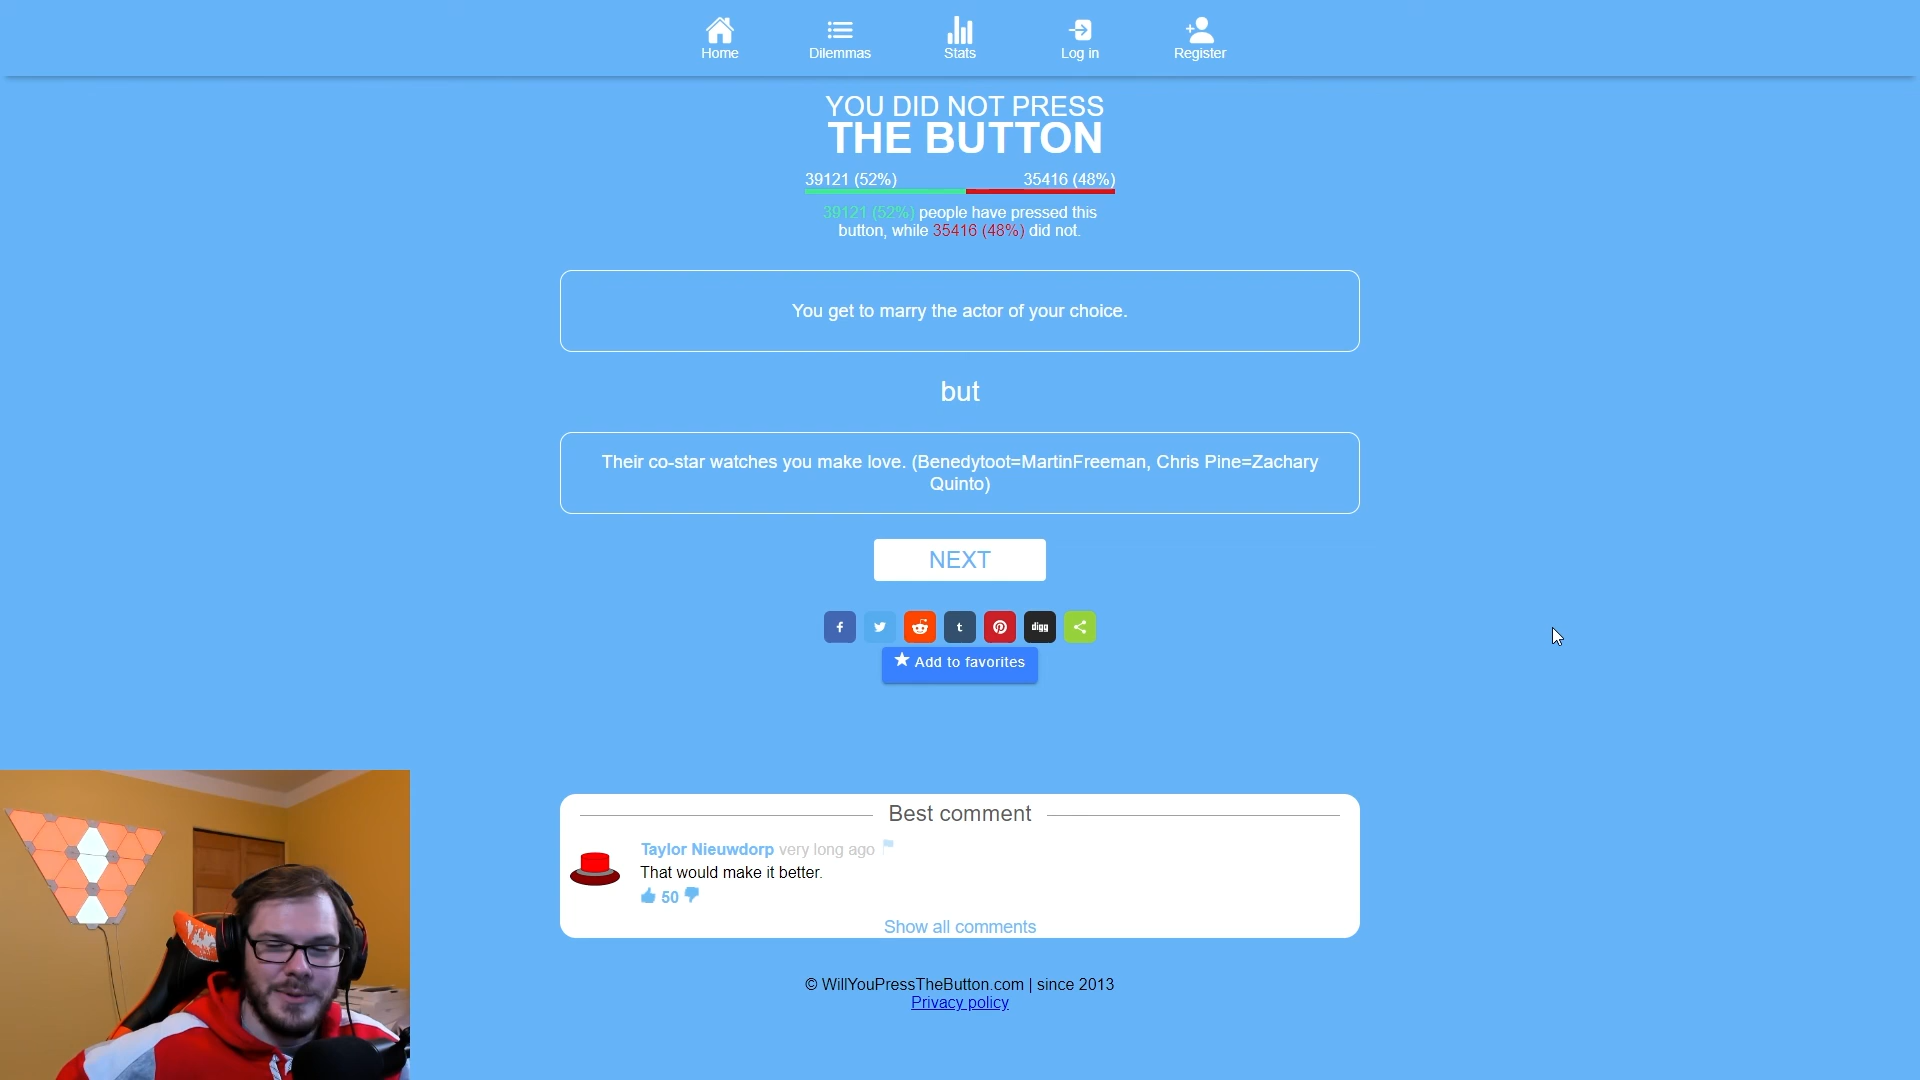 Home
Dilemmas
Stats
Log in
Register
YOU DID NOT PRESS
THE BUTTON
39121 (52%)
35416 (48%)
39121 (52%) people have pressed this
button, while 35416 (48%) did not.
You get to marry the actor of your choice.
but
Their co-star watches you make love. (Benedytoot=MartinFreeman, Chris Pine=Zachary
Quinto)
NEXT
f
t
digg
Add to favorites
Best comment
Taylor Nieuwdorp very long ago
That would make it better.
50
Show all comments
© WillYouPressTheButton.com | since 2013
Privacy policy